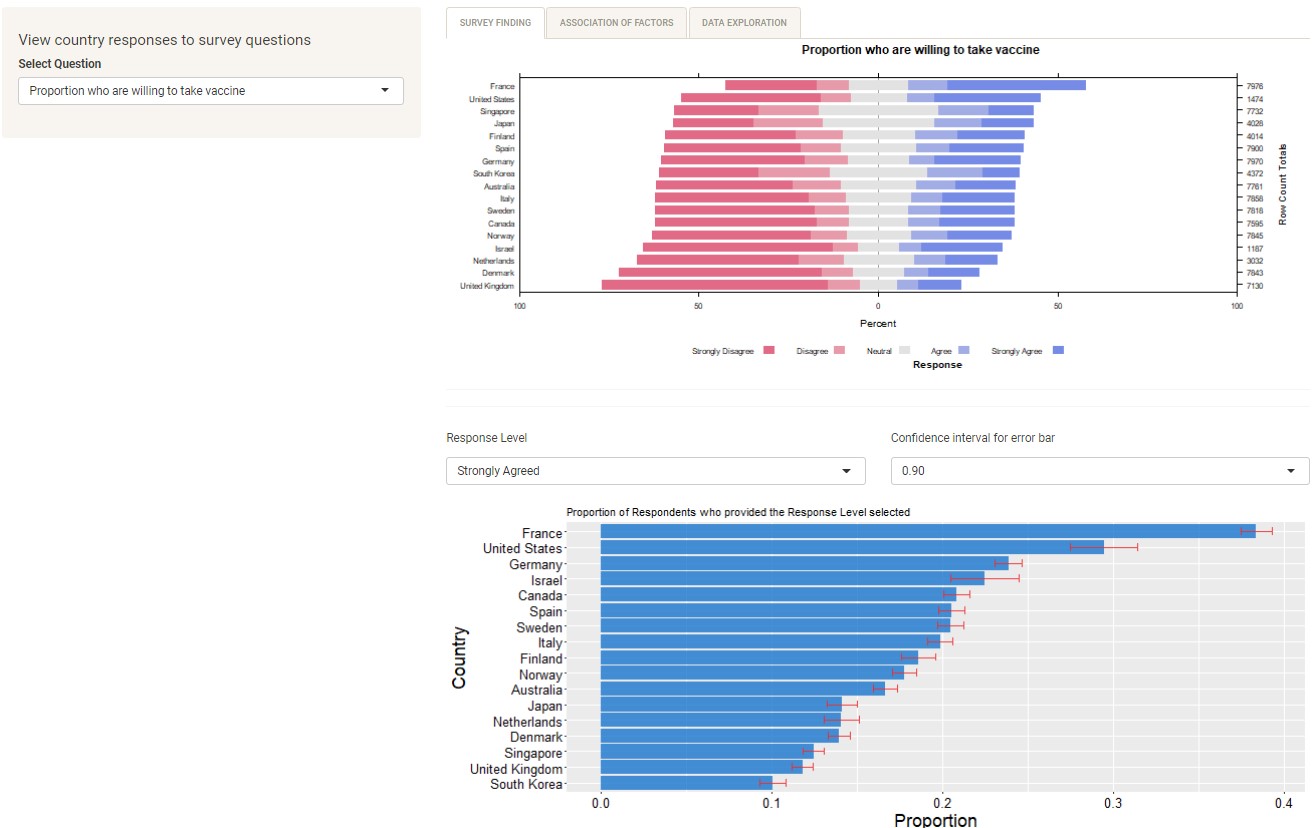 View country responses to survey questions
Select Question
Proportion who are willing to take vaccine
SURVEY FINDING
ASSOCIATION OF FACTORS
DATA EXPLORATION
Proportion who are willing to take vaccine
France 7976
United States 1474
Singapore 7732
Japan 4028
Finland 4014
Spain 7900
Germany 7970
South Korea 4372
Australia 7761
Italy 7858
Sweden 7818
Canada 7595
Norway 7645
Israel 1187
Netherlands 3032
Denmark 7843
United Kingdom 7130
Row Count Totals
100 50 0 50 100
Percent
Strongly Disagree Disagree Neutral Agree Strongly Agree
Response
Response Level
Strongly Agreed
Confidence interval for error bar
0.90
Proportion of Respondents who provided the Response Level selected
Country
France
United States
Germany
Israel
Canada
Spain
Sweden
Italy
Finland
Norway
Australia
Japan
Netherlands
Denmark
Singapore
United Kingdom
South Korea
0.0 0.1 0.2 0.3 0.4
Proportion